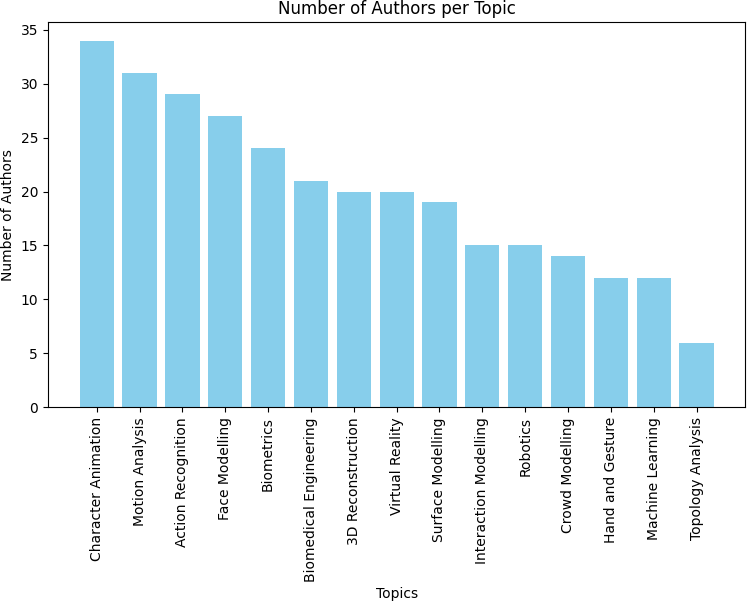 Number of Authors per Topic
Number of Authors
35
30
25
20
15
10
5
0
Character Animation
Motion Analysis
Action Recognition
Face Modelling
Biometrics
Biomedical Engineering
3D Reconstruction
Virtual Reality
Surface Modelling
Interaction Modelling
Robotics
Crowd Modelling
Hand and Gesture
Machine Learning
Topology Analysis
Topics